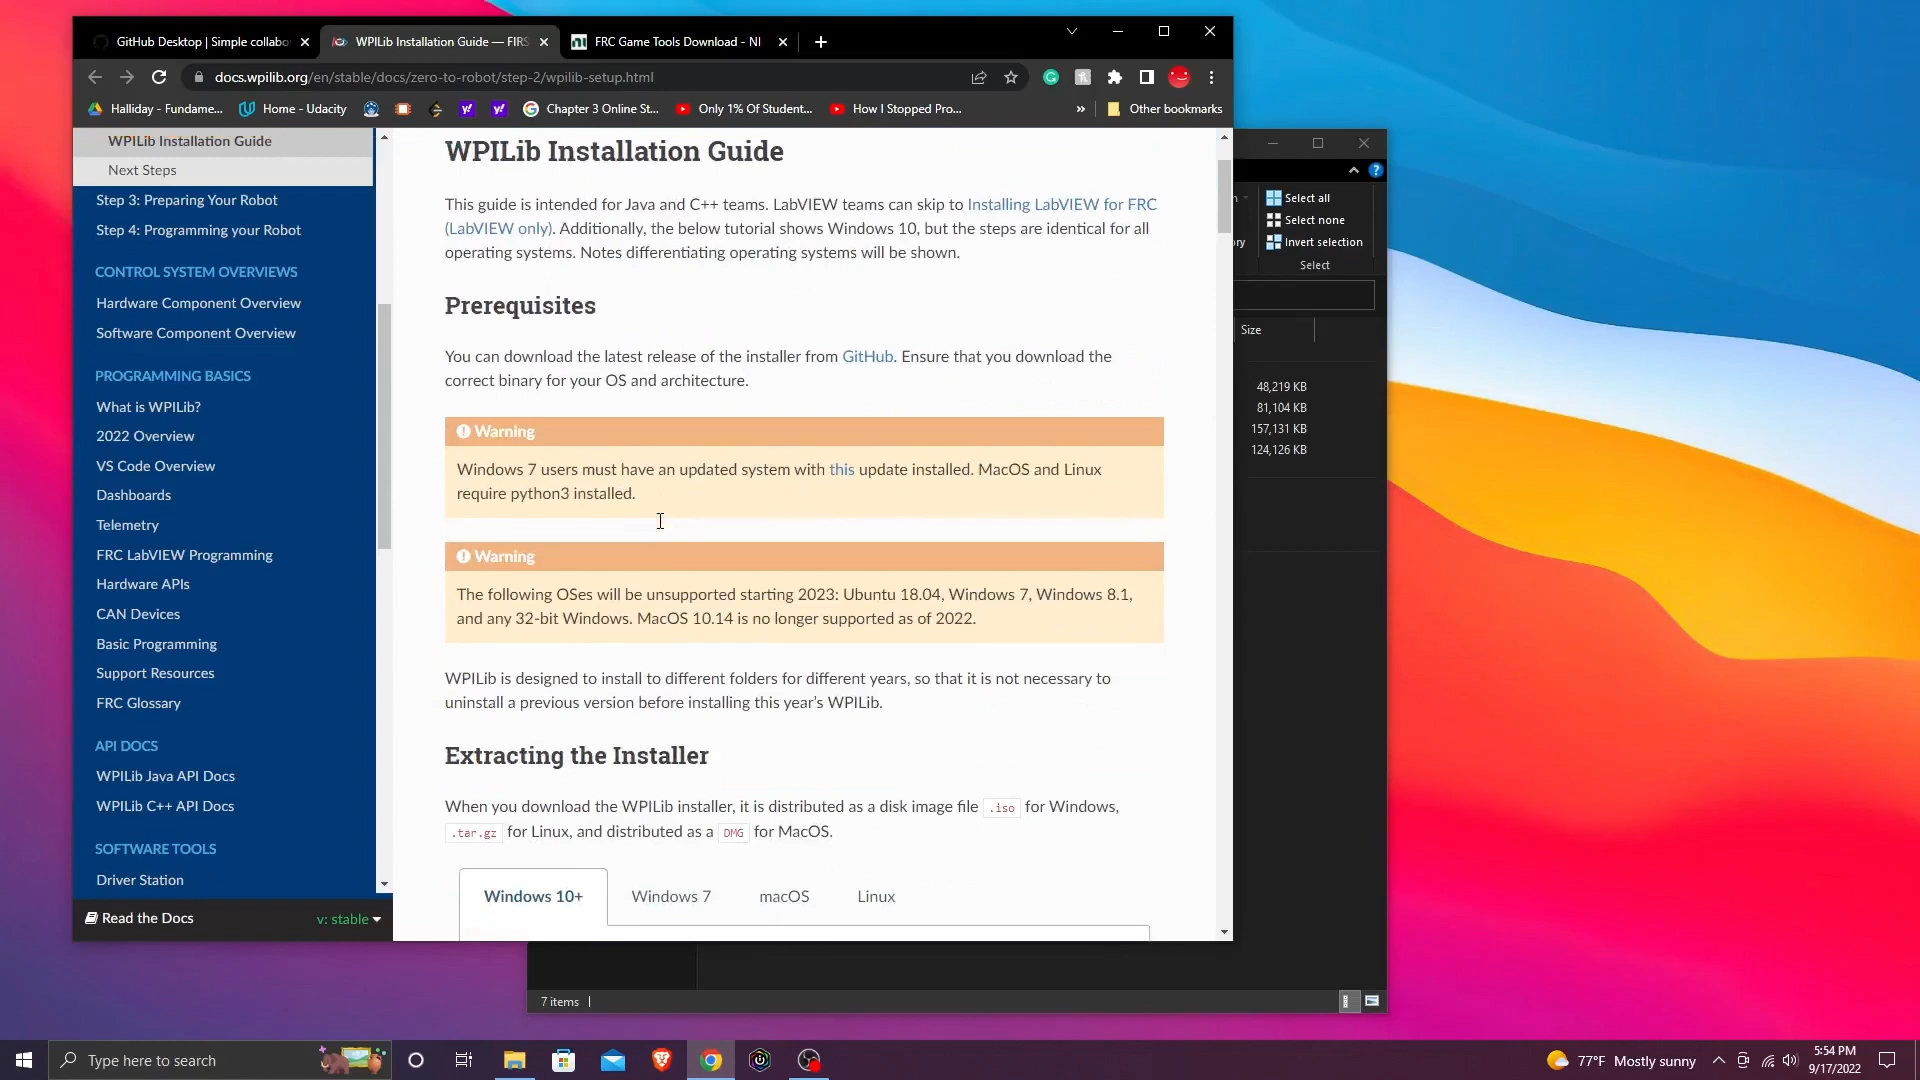 GitHub Desktop | Simple collabo
WPILib Installation Guide — FIRS
FRC Game Tools Download - NI
docs.wpilib.org/en/stable/docs/zero-to-robot/step-2/wpilib-setup.html
Halliday - Fundame...
Home - Udacity
Chapter 3 Online St...
Only 1% Of Student...
How I Stopped Pro...
»
Other bookmarks
WPILib Installation Guide
Next Steps
Step 3: Preparing Your Robot
Step 4: Programming your Robot
CONTROL SYSTEM OVERVIEWS
Hardware Component Overview
Software Component Overview
PROGRAMMING BASICS
What is WPILib?
2022 Overview
VS Code Overview
Dashboards
Telemetry
FRC LabVIEW Programming
Hardware APIs
CAN Devices
Basic Programming
Support Resources
FRC Glossary
API DOCS
WPILib Java API Docs
WPILib C++ API Docs
SOFTWARE TOOLS
Driver Station
Read the Docs
v: stable
WPILib Installation Guide
This guide is intended for Java and C++ teams. LabVIEW teams can skip to Installing LabVIEW for FRC
(LabVIEW only). Additionally, the below tutorial shows Windows 10, but the steps are identical for all
operating systems. Notes differentiating operating systems will be shown.
Prerequisites
You can download the latest release of the installer from GitHub. Ensure that you download the
correct binary for your OS and architecture.
Warning
Windows 7 users must have an updated system with this update installed. MacOS and Linux
require python3 installed.
Warning
The following OSes will be unsupported starting 2023: Ubuntu 18.04, Windows 7, Windows 8.1,
and any 32-bit Windows. MacOS 10.14 is no longer supported as of 2022.
WPILib is designed to install to different folders for different years, so that it is not necessary to
uninstall a previous version before installing this year's WPILib.
Extracting the Installer
When you download the WPILib installer, it is distributed as a disk image file .iso for Windows,
.tar.gz for Linux, and distributed as a DMG for MacOS.
Windows 10+
Windows 7
macOS
Linux
Select all
Select none
ry
Invert selection
Select
Size
48,219 KB
81,104 KB
157,131 KB
124,126 KB
7 items
Type here to search
77°F Mostly sunny
5:54 PM
9/17/2022